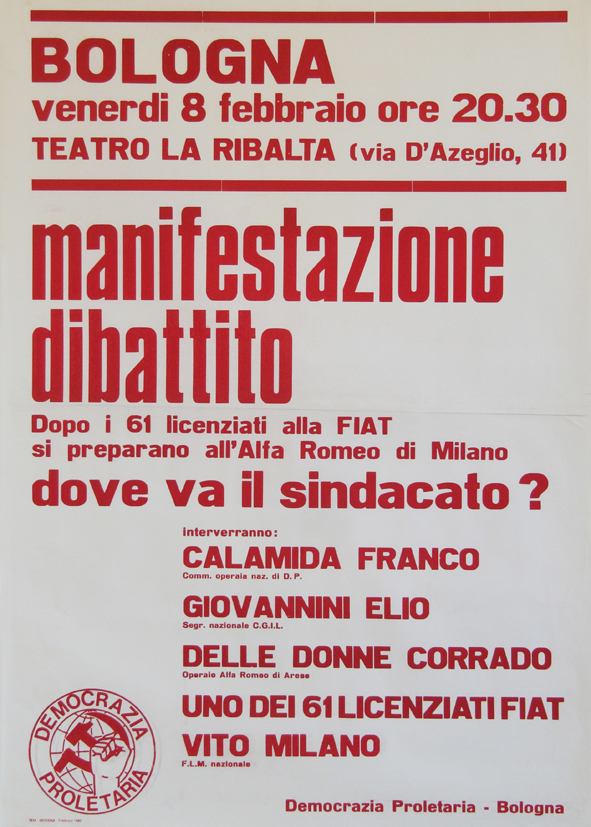 BOLOGNA
venerdi 8 febbraio ore 20.30
TEATRO LA RIBALTA (via D'Azeglio, 41)
manifestazione
dibattito
Dopo i 61 licenziati alla FIAT
si preparano all'Alfa Romeo di Milano
dove va il sindacato?
interverranno:
CALAMIDA FRANCO
Comm. operaia naz. di D.P.
GIOVANNINI ELIO
Segr. nazionale C.G.I.L.
DELLE DONNE CORRADO
Operaio Alfa Romeo di Arese
UNO DEI 61 LICENZIATI FIAT
VITO MILANO
F.L.M. nazionale
DEMOCRAZIA
PROLETARIA
Democrazia Proletaria - Bologna